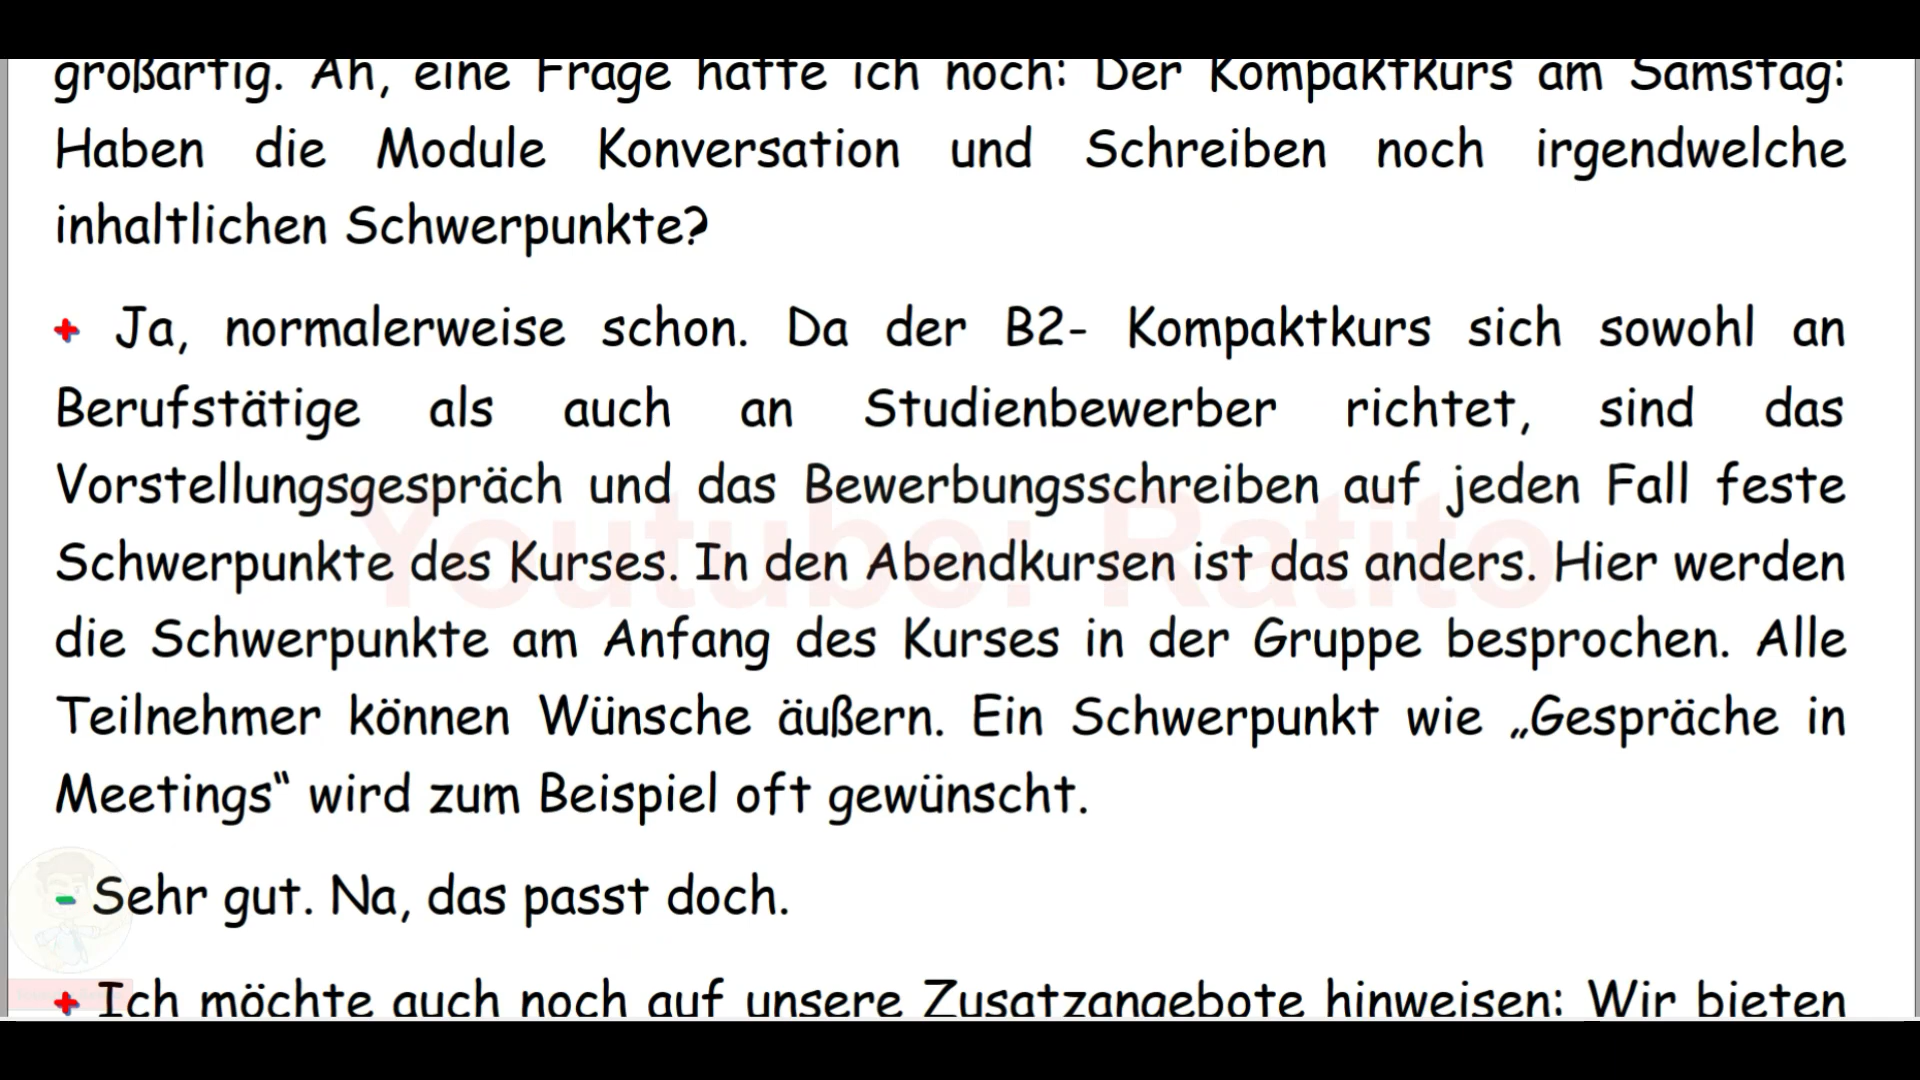 großartig. Ah, eine Frage hätte ich noch: Der Kompaktkurs am Samstag:
Haben die Module Konversation und Schreiben noch irgendwelche
inhaltlichen Schwerpunkte?
+ Ja, normalerweise schon. Da der B2- Kompaktkurs sich sowohl an
Berufstätige als auch an Studienbewerber richtet, sind das
Vorstellungsgespräch und das Bewerbungsschreiben auf jeden Fall feste
Youtube: Ratito
Schwerpunkte des Kurses. In den Abendkursen ist das anders. Hier werden
die Schwerpunkte am Anfang des Kurses in der Gruppe besprochen. Alle
Teilnehmer können Wünsche äußern. Ein Schwerpunkt wie „Gespräche in
Meetings“ wird zum Beispiel oft gewünscht.
- Sehr gut. Na, das passt doch.
+ Ich möchte auch noch auf unsere Zusatzangebote hinweisen: Wir bieten